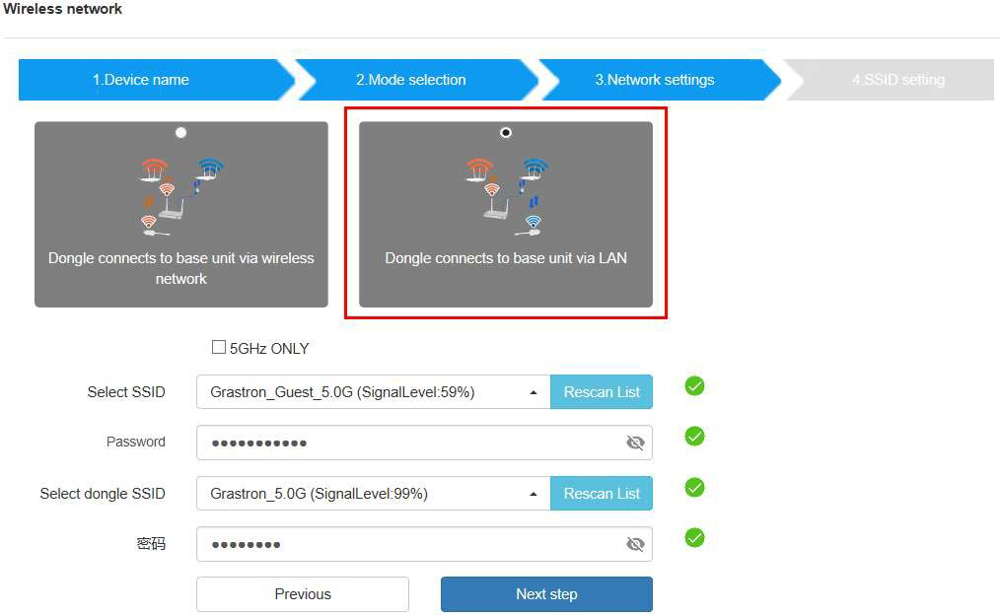 Wireless network
1.Device name
2.Mode selection
3.Network settings
4.SSID setting
Dongle connects to base unit via wireless
network
Dongle connects to base unit via LAN
5GHz ONLY
Select SSID
Grastron_Guest_5.0G (SignalLevel:59%)
Rescan List
Password
●●●●●●●●●●●
Select dongle SSID
Grastron_5.0G (SignalLevel:99%)
Rescan List
密码
●●●●●●●●
Previous
Next step